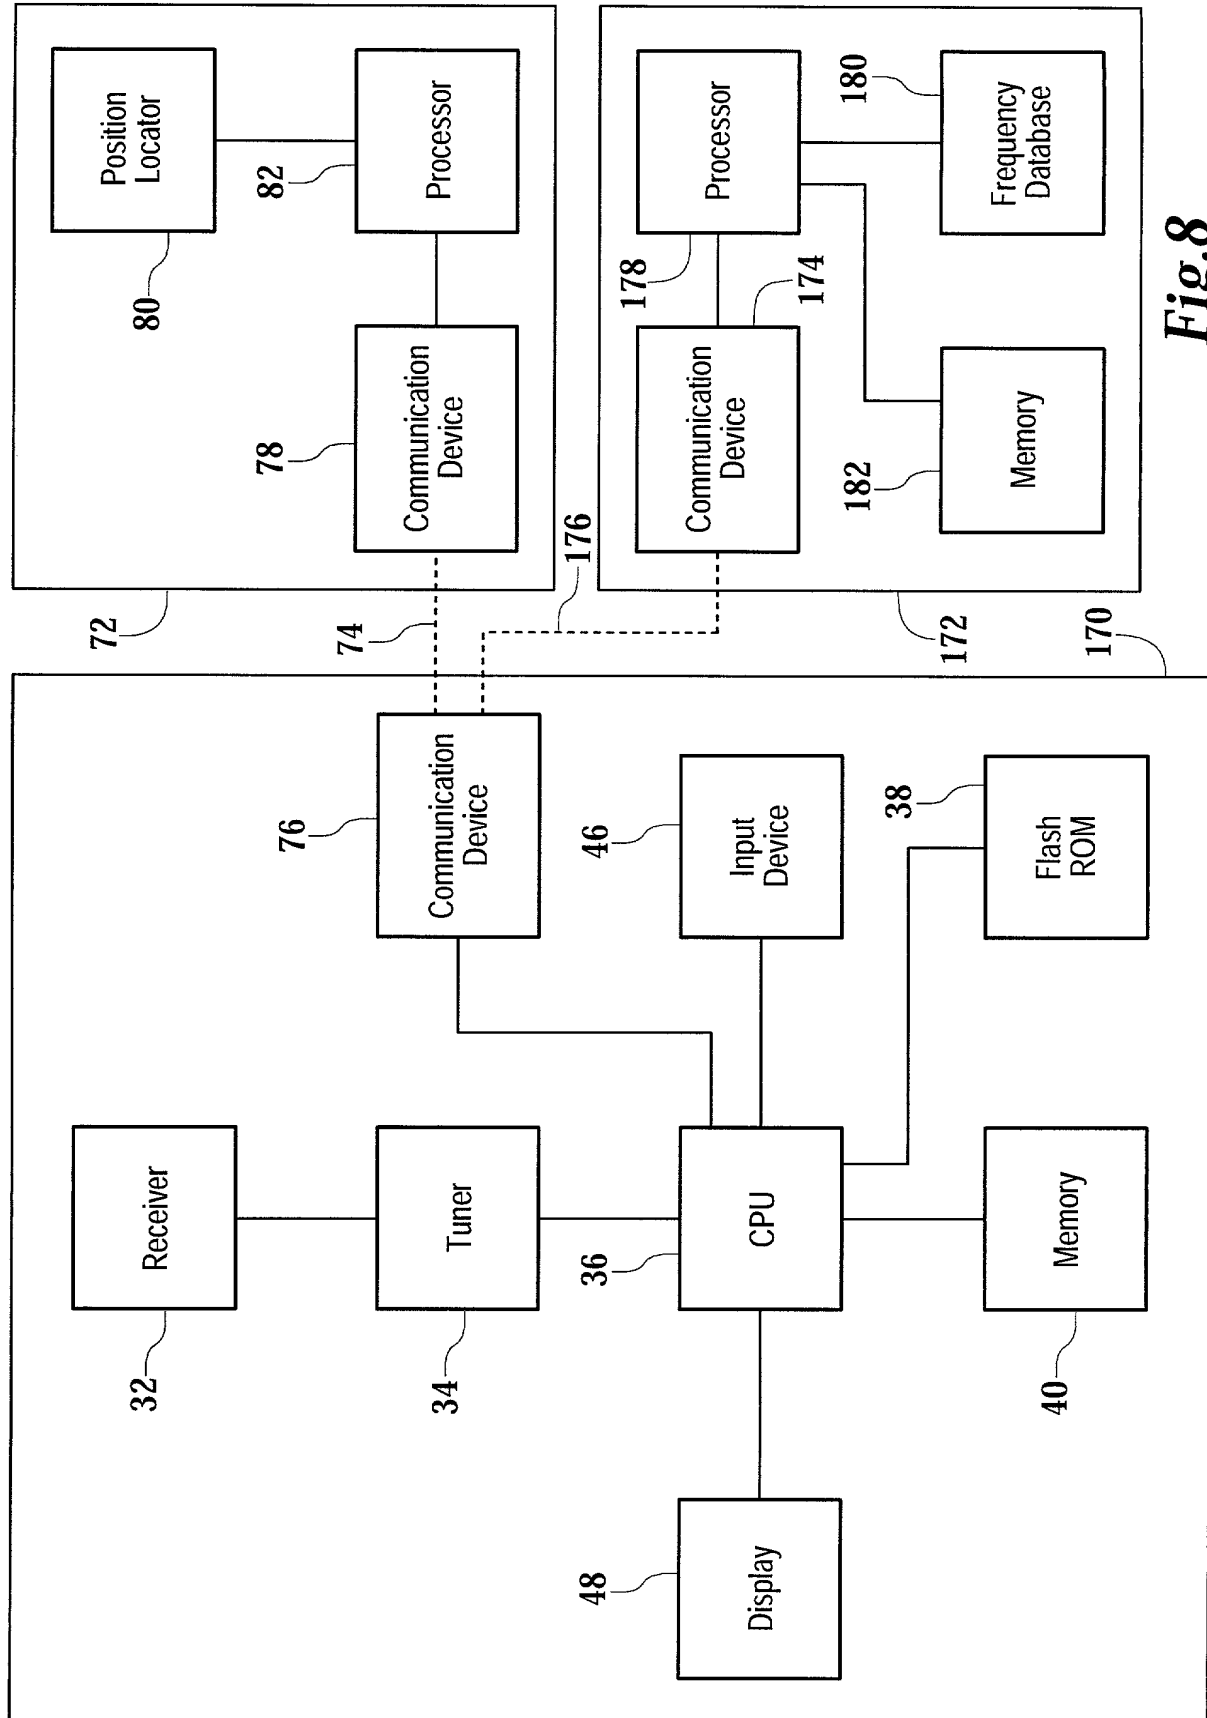 Receiver
32
Tuner
34
36
CPU
Display
48
Memory
40
Communication
Device
76
Input
Device
46
Flash
ROM
38
170
74
176
72
Position
Locator
80
82
Processor
Communication
Device
78
172
Processor
178
Communication
Device
174
Frequency
Database
180
Memory
182
Fig.8